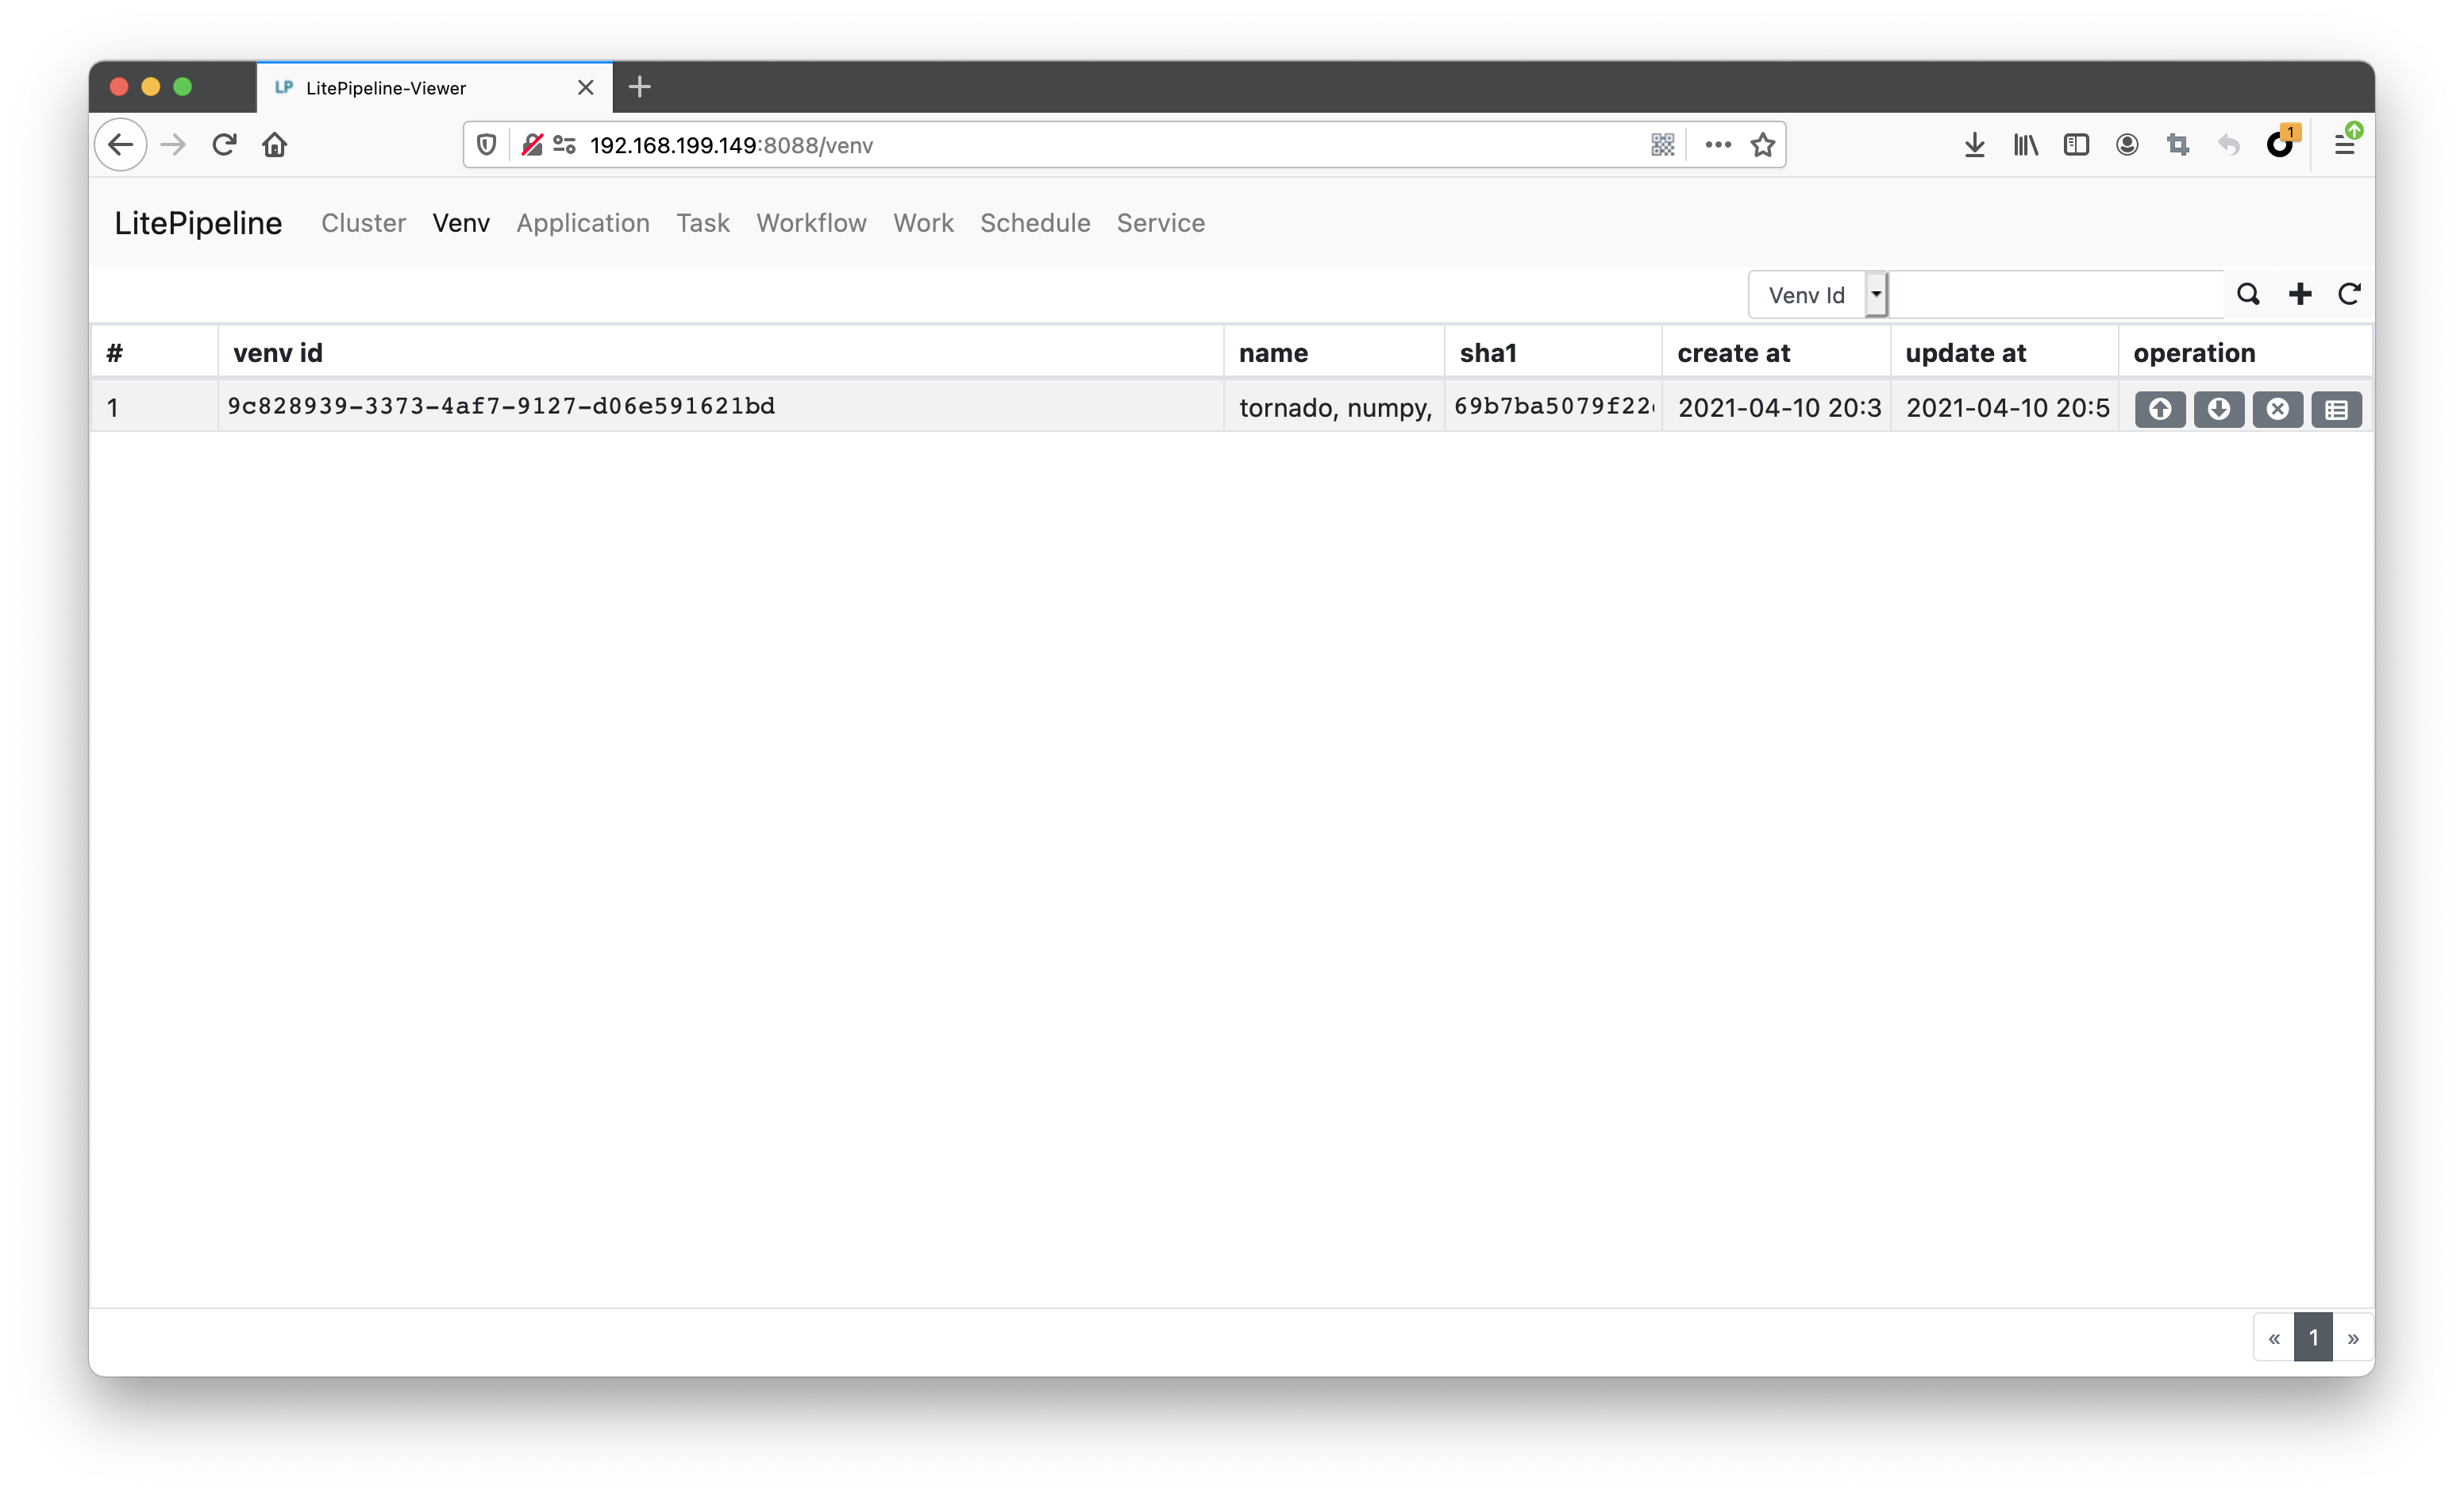 LP LitePipeline-Viewer
192.168.199.149:8088/venv
1
LitePipeline Cluster Venv Application Task Workflow Work Schedule Service
Venv Id
# venv id name sha1 create at update at operation
1 9c828939-3373-4af7-9127-d06e591621bd tornado, numpy, 69b7ba5079f22 2021-04-10 20:3 2021-04-10 20:5
« 1 »